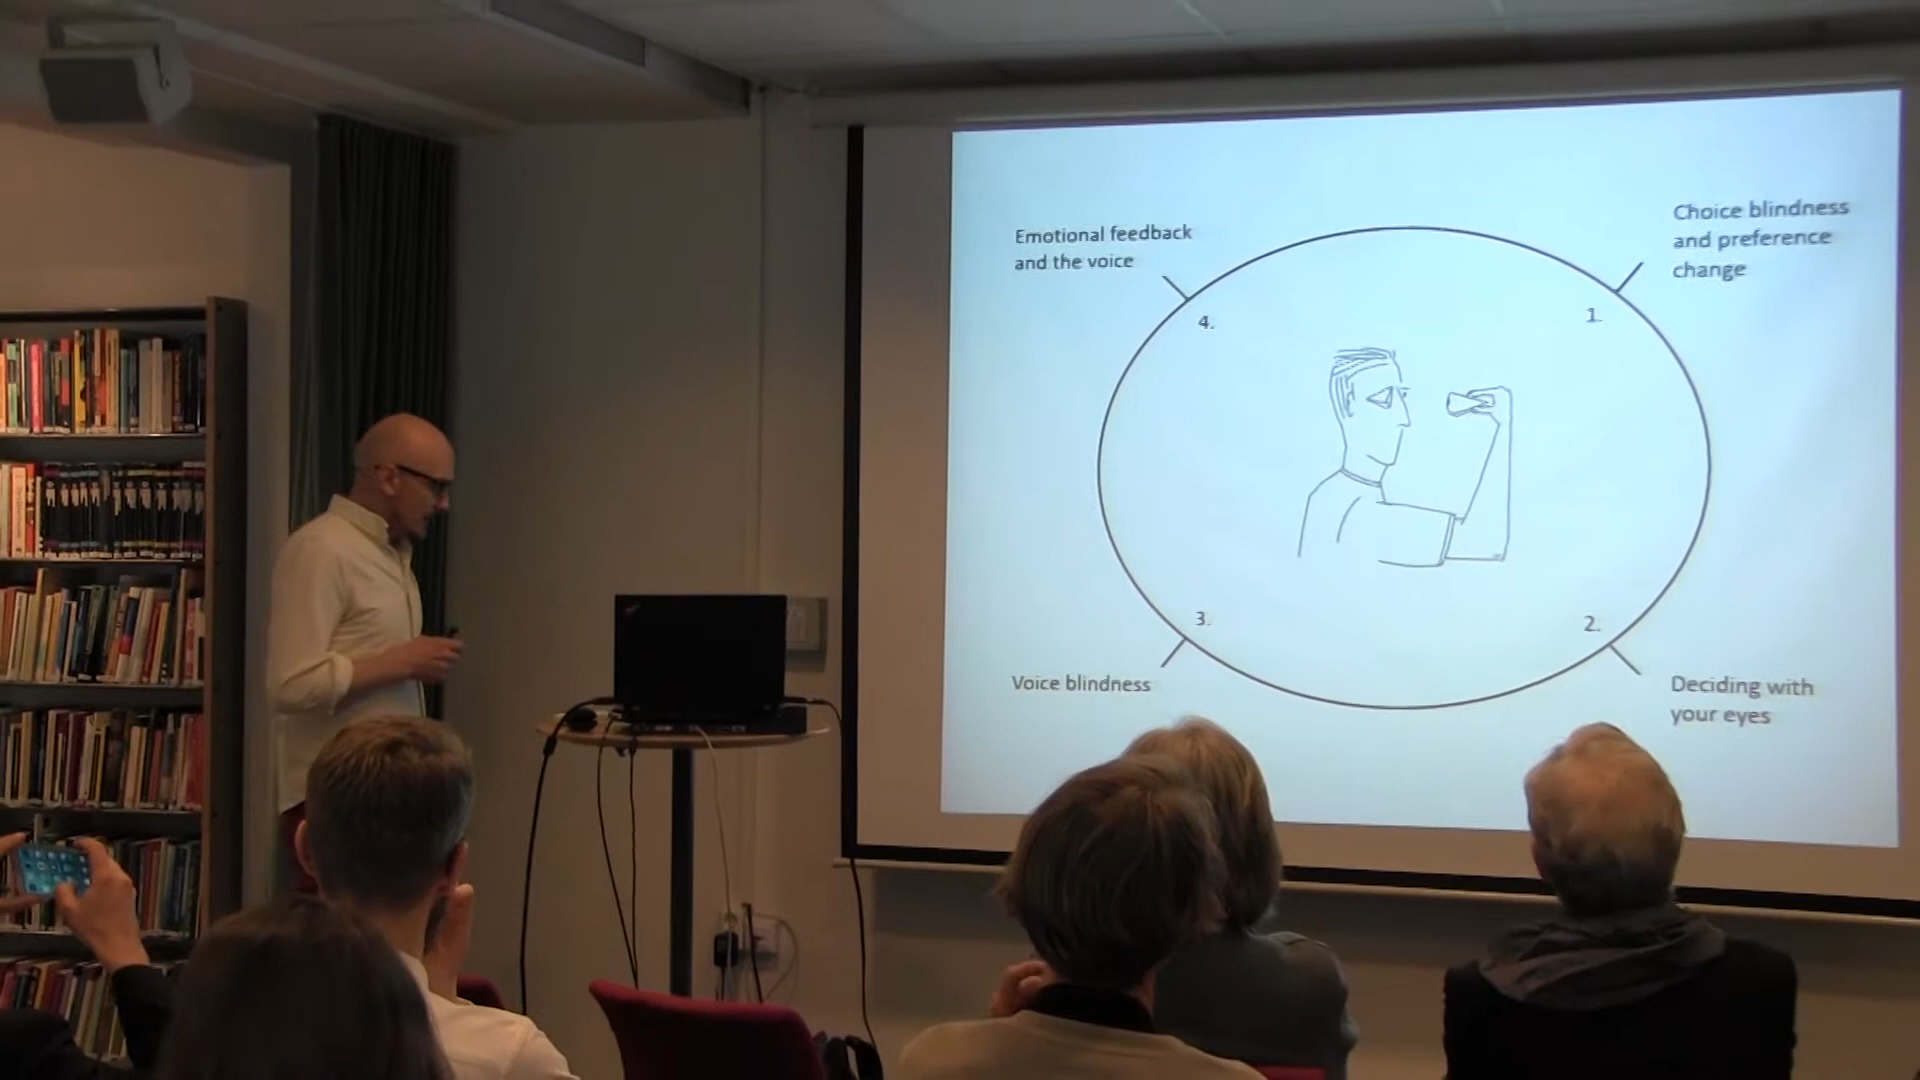 Emotional feedback
and the voice
4.
Choice blindness
and preference
change
1.
3.
Voice blindness
2.
Deciding with
your eyes